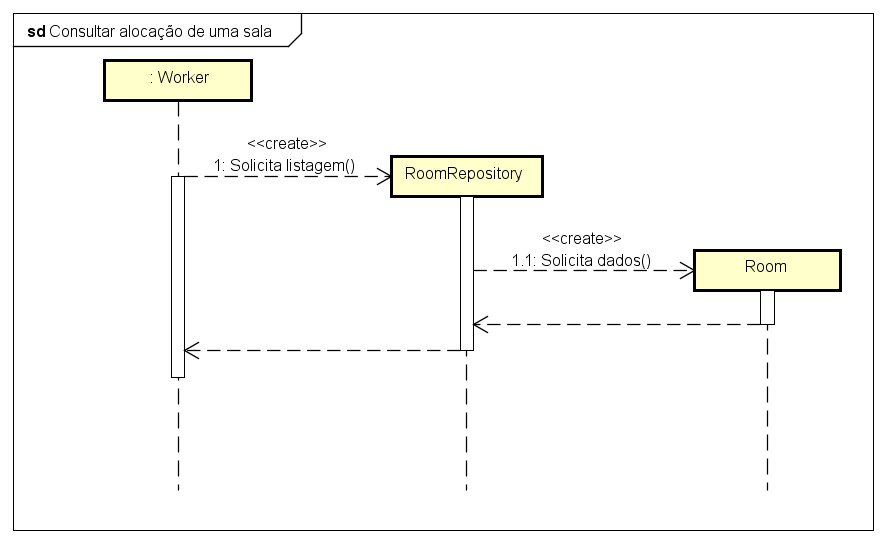 sd Consultar alocação de uma sala
: Worker
<<create>>
1: Solicita listagem()
RoomRepository
<<create>>
1.1: Solicita dados()
Room